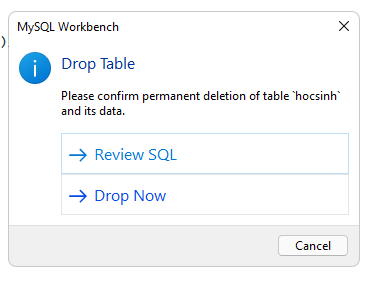 )
MySQL Workbench
Drop Table
Please confirm permanent deletion of table `hocsinh`
and its data.
Review SQL
Drop Now
Cancel